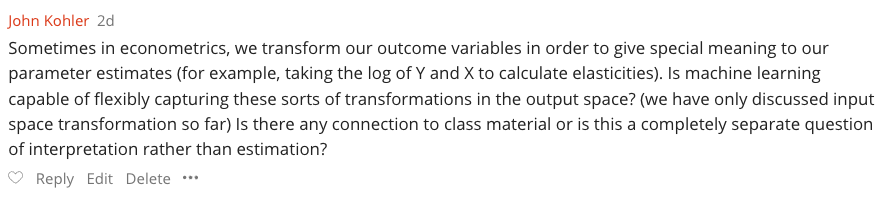 John Kohler 2d
Sometimes in econometrics, we transform our outcome variables in order to give special meaning to our
parameter estimates (for example, taking the log of Y and X to calculate elasticities). Is machine learning
capable of flexibly capturing these sorts of transformations in the output space? (we have only discussed input
space transformation so far) Is there any connection to class material or is this a completely separate question
of interpretation rather than estimation?
Reply Edit Delete •••